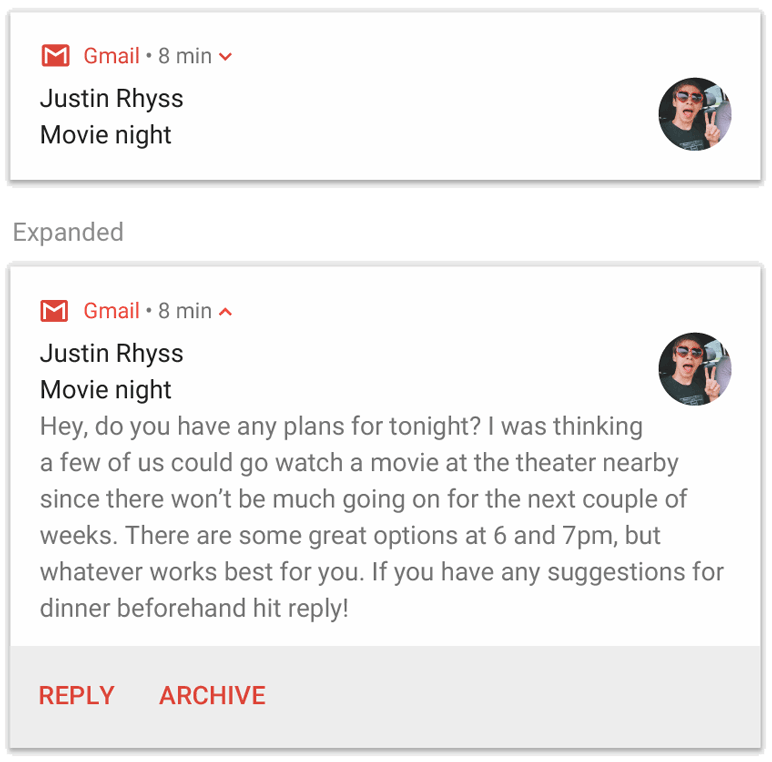 Gmail • 8 min
Justin Rhyss
Movie night
Expanded
Gmail • 8 min
Justin Rhyss
Movie night
Hey, do you have any plans for tonight? I was thinking
a few of us could go watch a movie at the theater nearby
since there won’t be much going on for the next couple of
weeks. There are some great options at 6 and 7pm, but
whatever works best for you. If you have any suggestions for
dinner beforehand hit reply!
REPLY ARCHIVE